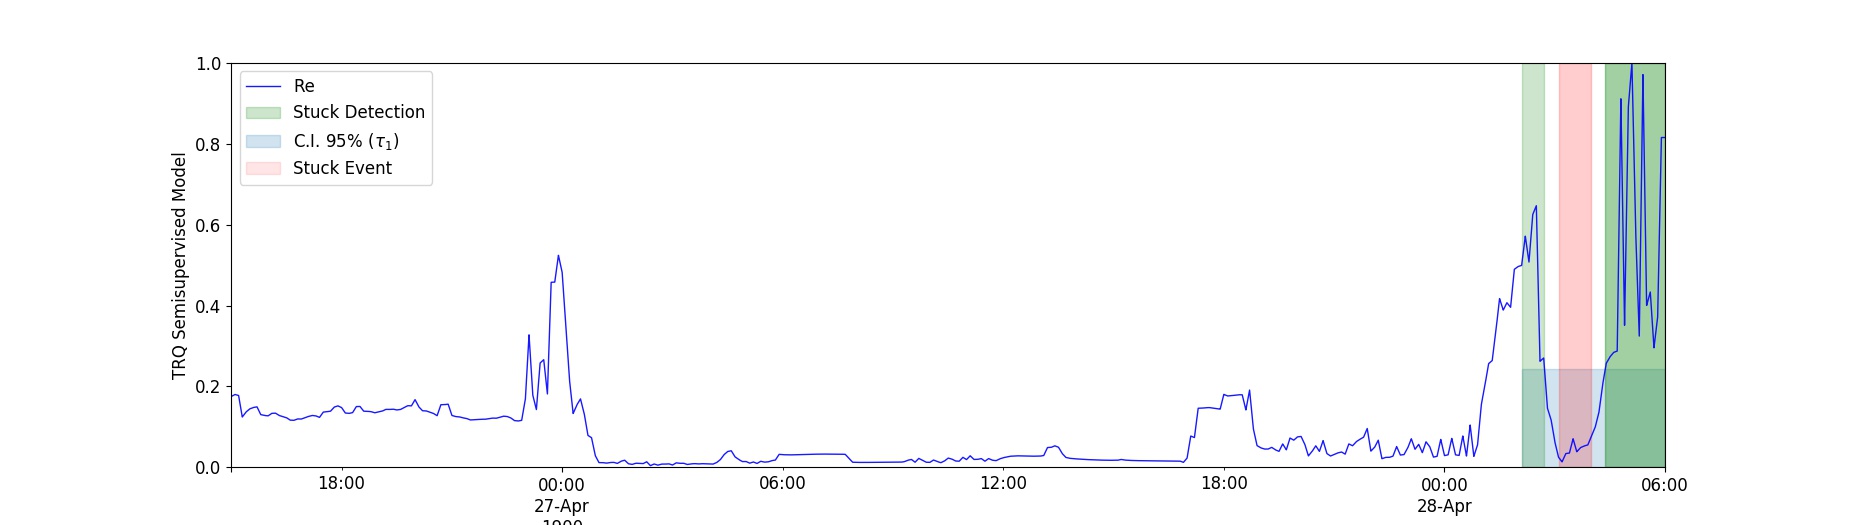 1.0
0.8
0.6
0.4
0.2
0.0
TRQ Semisupervised Model
Re
Stuck Detection
C.I. 95% (τ₁)
Stuck Event
18:00
00:00
27-Apr
1900
06:00
12:00
18:00
00:00
28-Apr
06:00